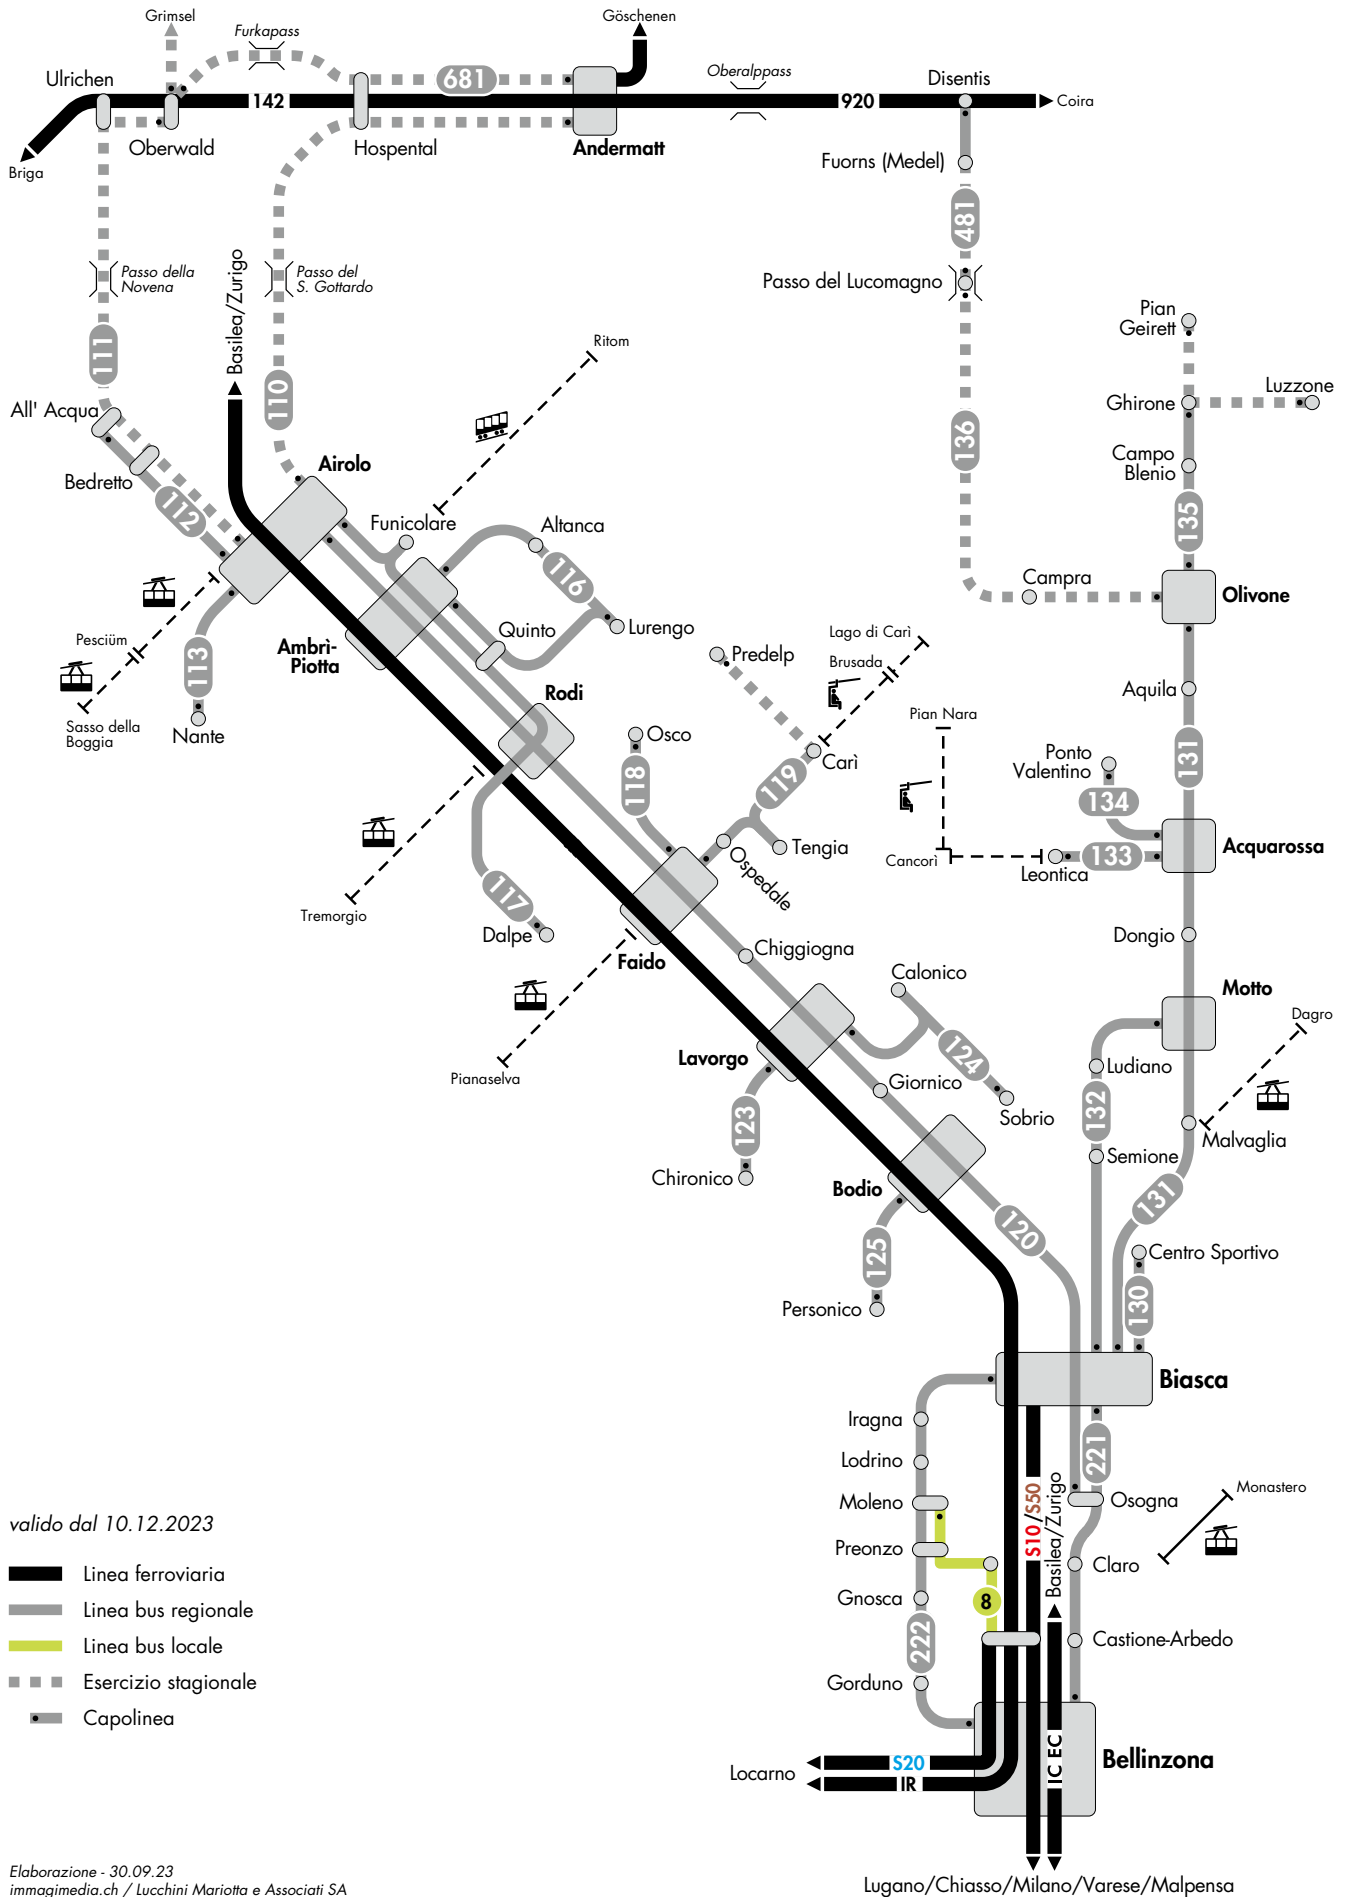 Grimsel
Göschenen
Furkapass
Ulrichen
681
Oberalppass
Disentis
142
920
Coira
Oberwald
Hospental
Andermatt
Briga
Fuorns (Medel)
481
Passo della
Novena
Passo del
S. Gottardo
Basilea/Zurigo
Passo del Lucomagno
Pian
Geirett
111
110
Ritom
Luzzone
Ghirone
All' Acqua
136
Campo
Blenio
Airolo
Bedretto
112
Funicolare
Altanca
135
116
Campra
Olivone
Pesciüm
Ambrì-
Piotta
Quinto
Lurengo
Lago di Carì
Brusada
Predelp
113
Rodi
Aquila
Sasso della
Boggia
Nante
Osco
Pian Nara
Carì
Ponto
Valentino
131
118
119
134
Tengia
Acquarossa
Cancorì
133
Leontica
Ospedale
117
Tremorgio
Dalpe
Dongio
Chiggiogna
Faido
Calonico
Motto
Dagro
Lavorgo
124
Ludiano
Pianaselva
Giornico
132
Sobrio
123
Malvaglia
Semione
Chironico
Bodio
131
120
125
Centro Sportivo
130
Personico
Biasca
Iragna
221
Lodrino
Monastero
Moleno
S10/S50
Basilea/Zurigo
Osogna
valido dal 10.12.2023
Preonzo
Claro
Linea ferroviaria
Gnosca
8
Linea bus regionale
222
Castione-Arbedo
Linea bus locale
Esercizio stagionale
Gorduno
Capolinea
IC EC
Bellinzona
Locarno
S20
IR
Elaborazione - 30.09.23
immagimedia.ch / Lucchini Mariotta e Associati SA
Lugano/Chiasso/Milano/Varese/Malpensa